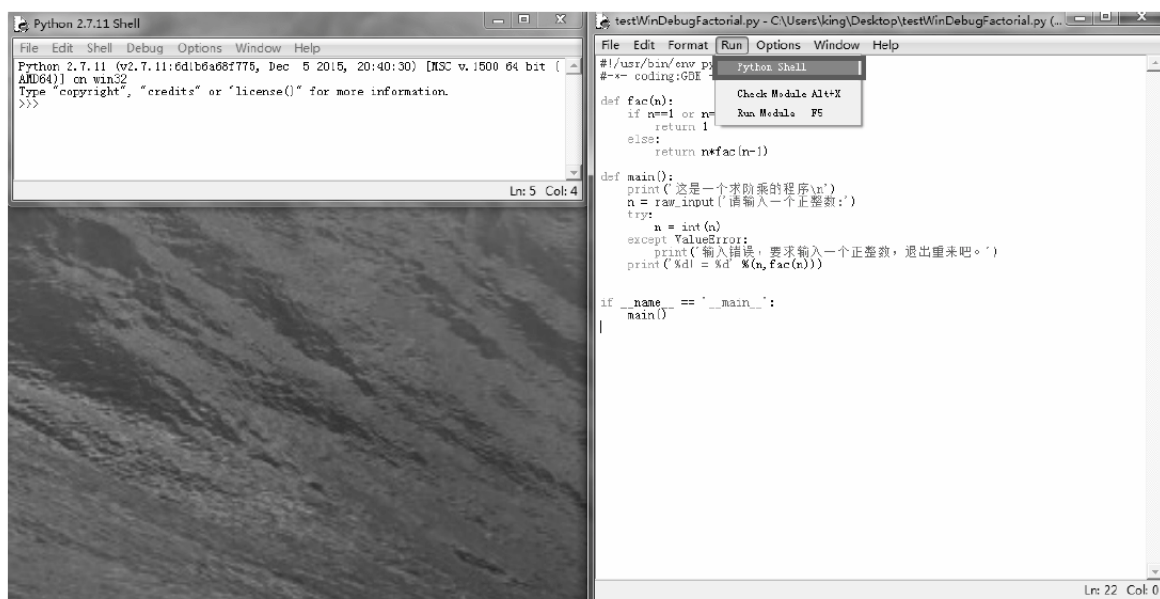 Python 2.7.11 Shell
File Edit Shell Debug Options Window Help
Python 2.7.11 (v2.7.11:6d1b6a68f775, Dec  5 2015, 20:40:30) [MSC v.1500 64 bit (
AMD64)] on win32
Type "copyright", "credits" or "license()" for more information.
>>>
Ln: 5 Col: 4
testWinDebugFactorial.py - C:\Users\king\Desktop\testWinDebugFactorial.py (...
File Edit Format Run Options Window Help
#!/usr/bin/env py
Python Shell
#-*- coding:GBK -
Check Module Alt+X
Run Module F5
def fac(n):
if n==1 or n=
return 1
else:
return n*fac(n-1)
def main():
print('这是一个求阶乘的程序\n')
n = raw_input('请输入一个正整数:')
try:
n = int(n)
except ValueError:
print('输入错误，要求输入一个正整数，退出重来吧。')
print('%d! = %d' %(n,fac(n)))
if __name__ == '__main__':
main()
Ln: 22 Col: 0